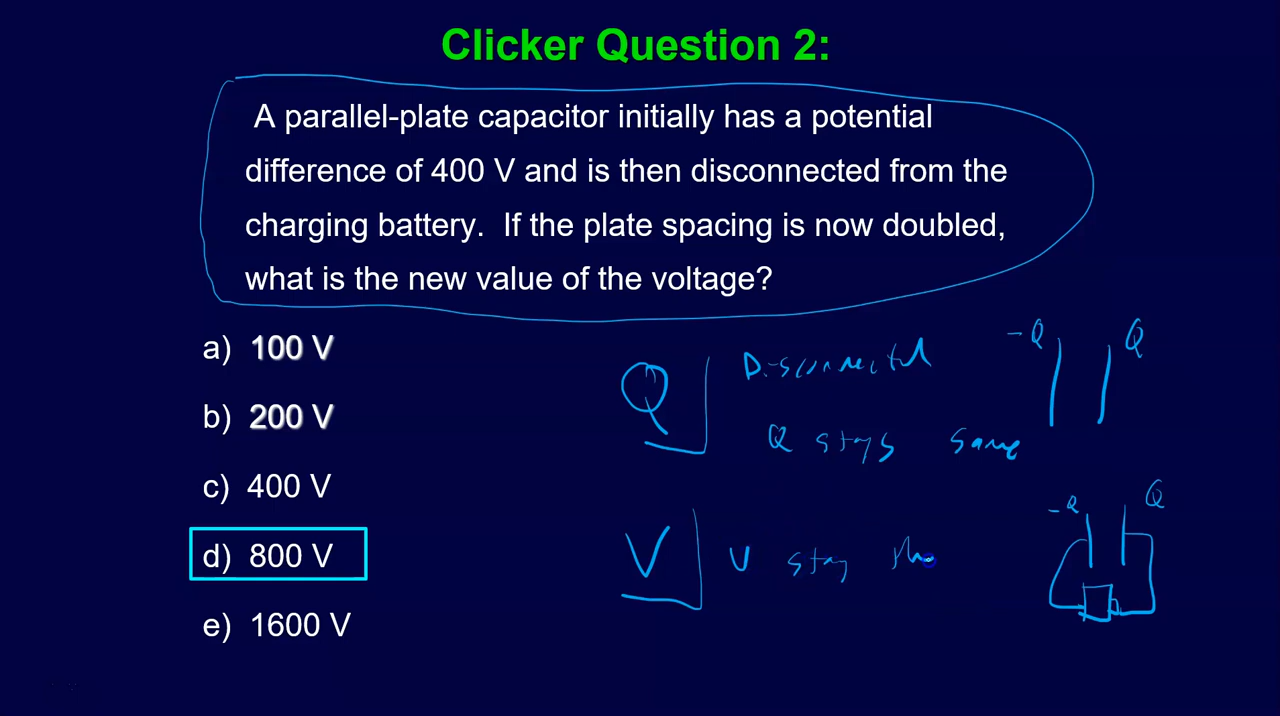 Clicker Question 2:
A parallel-plate capacitor initially has a potential
difference of 400 V and is then disconnected from the
charging battery. If the plate spacing is now doubled,
what is the new value of the voltage?
a) 100 V
b) 200 V
c) 400 V
d) 800 V
e) 1600 V
Q
Disconnected
-Q Q
Q stays same
V
V stay
-Q Q